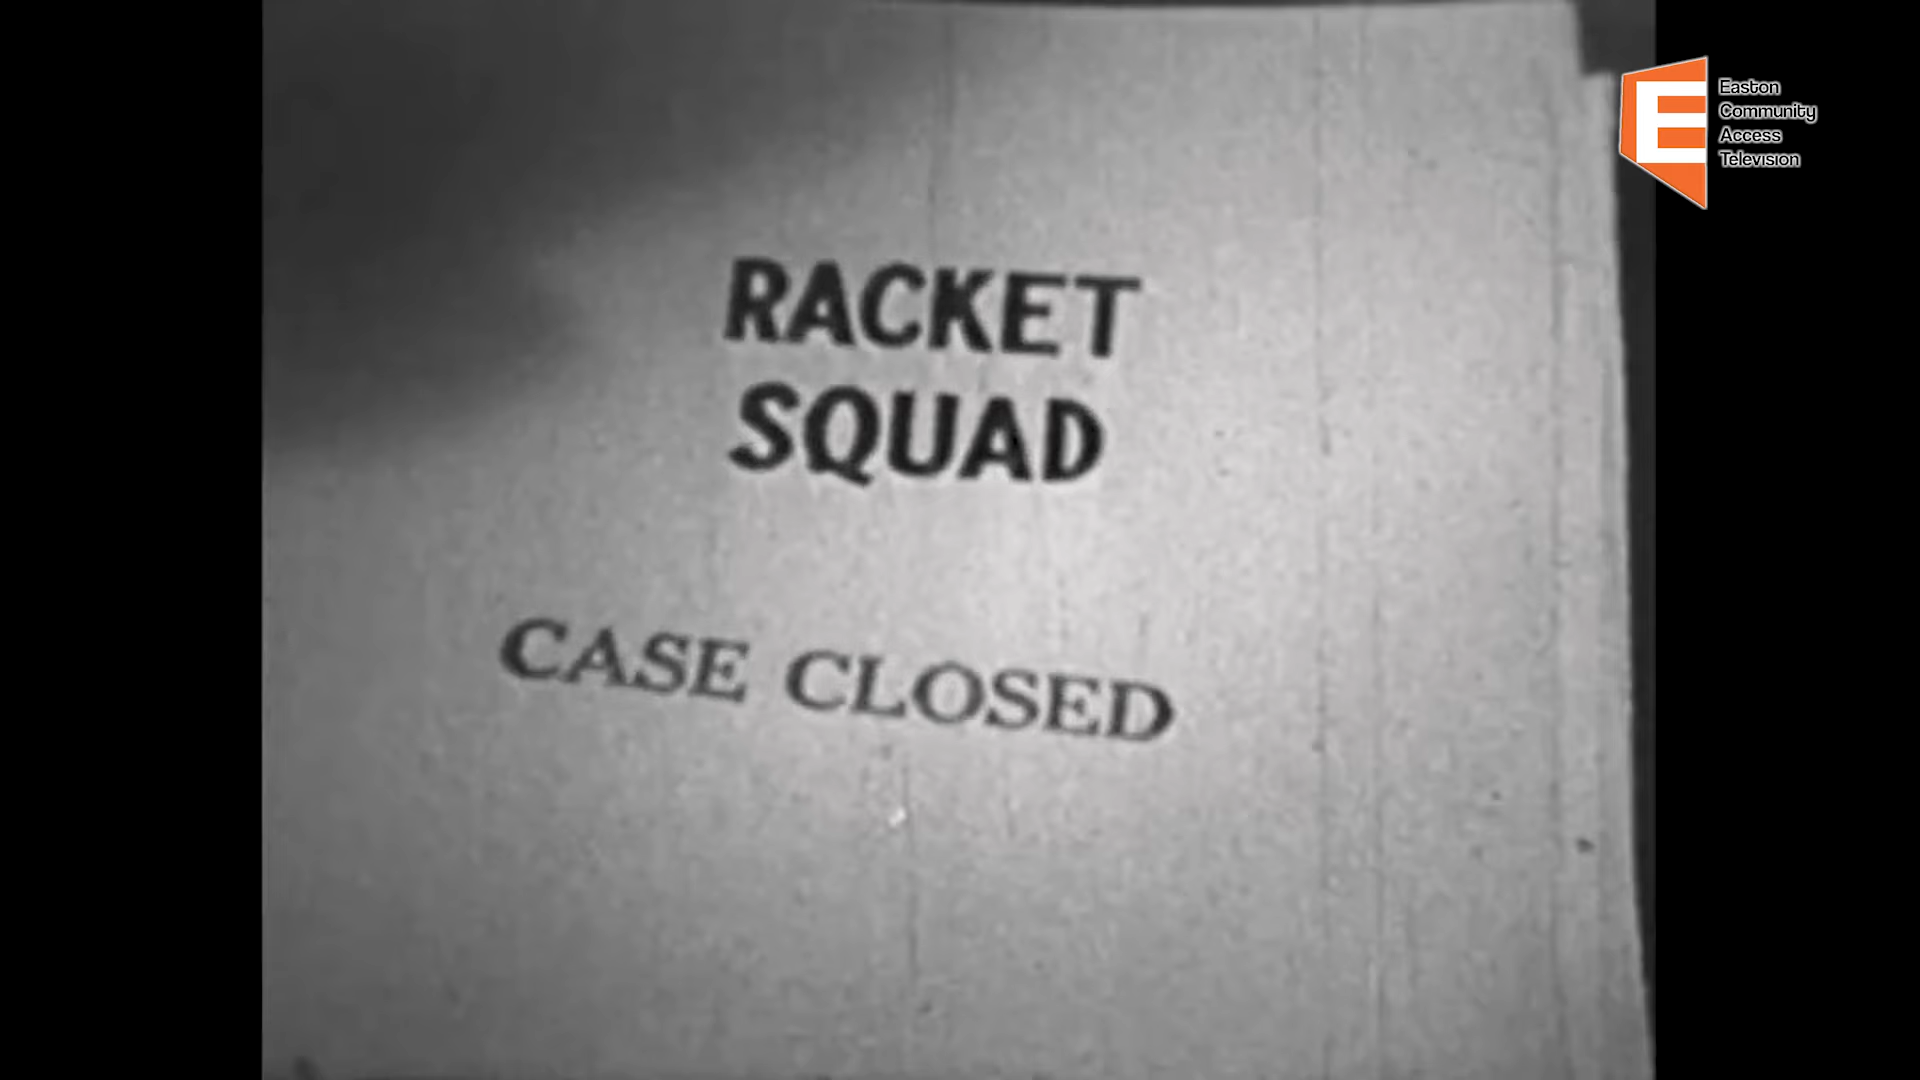 RACKET
SQUAD
CASE CLOSED
E
Easton
Community
Access
Television